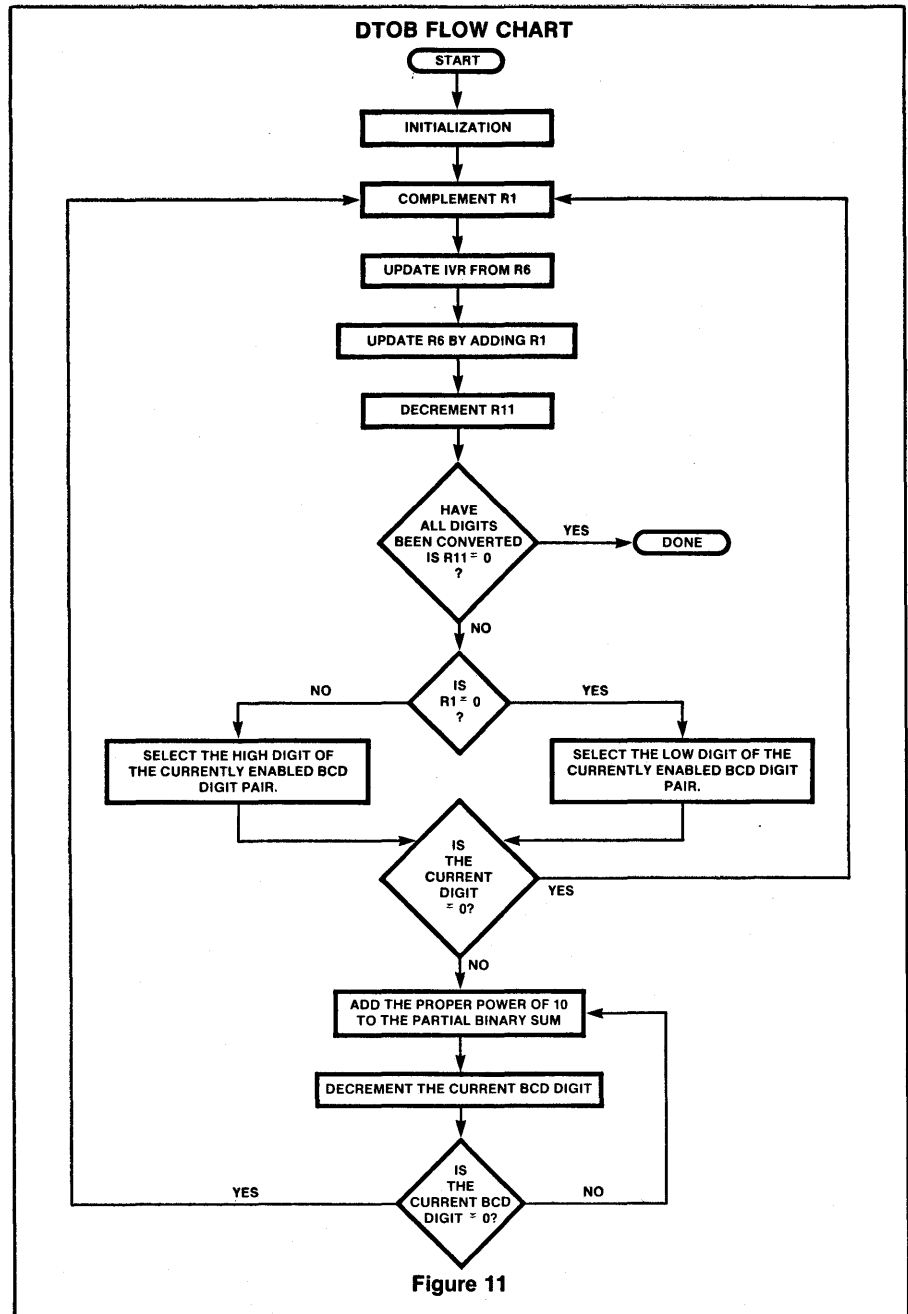 DTOB FLOW CHART
START
INITIALIZATION
COMPLEMENT R1
UPDATE IVR FROM R6
UPDATE R6 BY ADDING R1
DECREMENT R11
HAVE
ALL DIGITS
BEEN CONVERTED
IS R11 = 0
?
YES
DONE
NO
IS
R1 = 0
?
NO
YES
SELECT THE HIGH DIGIT OF
THE CURRENTLY ENABLED BCD
DIGIT PAIR.
SELECT THE LOW DIGIT OF THE
CURRENTLY ENABLED BCD DIGIT
PAIR.
IS
THE
CURRENT
DIGIT
= 0?
YES
NO
ADD THE PROPER POWER OF 10
TO THE PARTIAL BINARY SUM
DECREMENT THE CURRENT BCD DIGIT
IS
THE
CURRENT BCD
DIGIT = 0?
YES
NO
Figure 11